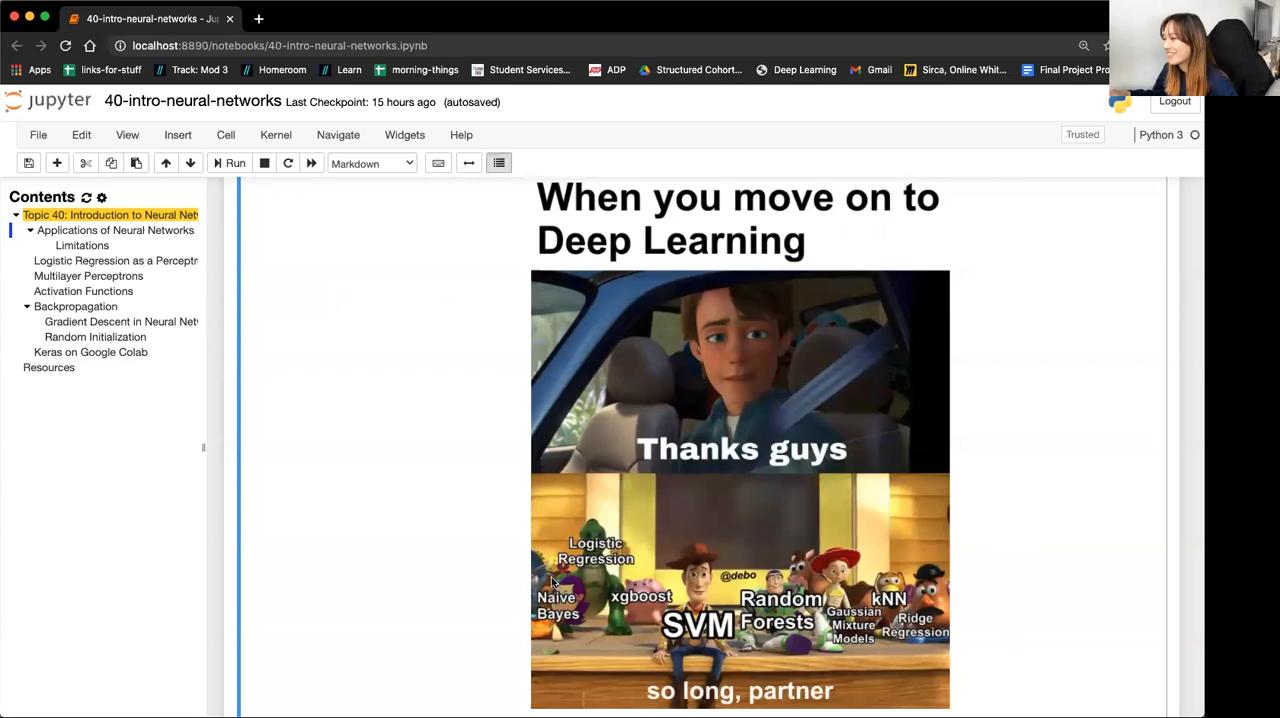 40-intro-neural-networks - Ju
localhost:8890/notebooks/40-intro-neural-networks.ipynb
Apps links-for-stuff Track: Mod 3 Homeroom Learn morning-things Student Services... ADP Structured Cohort... Deep Learning Gmail Sirca, Online Whit... Final Project Pro
jupyter 40-intro-neural-networks Last Checkpoint: 15 hours ago (autosaved)
Logout
File Edit View Insert Cell Kernel Navigate Widgets Help
Trusted Python 3
Run Markdown
Contents
Topic 40: Introduction to Neural Netw
Applications of Neural Networks
Limitations
Logistic Regression as a Perceptr
Multilayer Perceptrons
Activation Functions
Backpropagation
Gradient Descent in Neural Netw
Random Initialization
Keras on Google Colab
Resources
When you move on to
Deep Learning
Thanks guys
Logistic
Regression
Naive
Bayes
xgboost
SVM
@debo
Random
Forests
Gaussian
Mixture
Models
kNN
Ridge
Regression
so long, partner